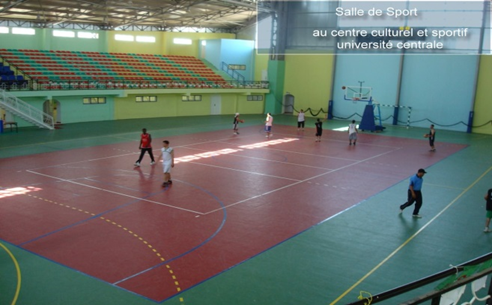 Salle de Sport
au centre culturel et sportif
université centrale